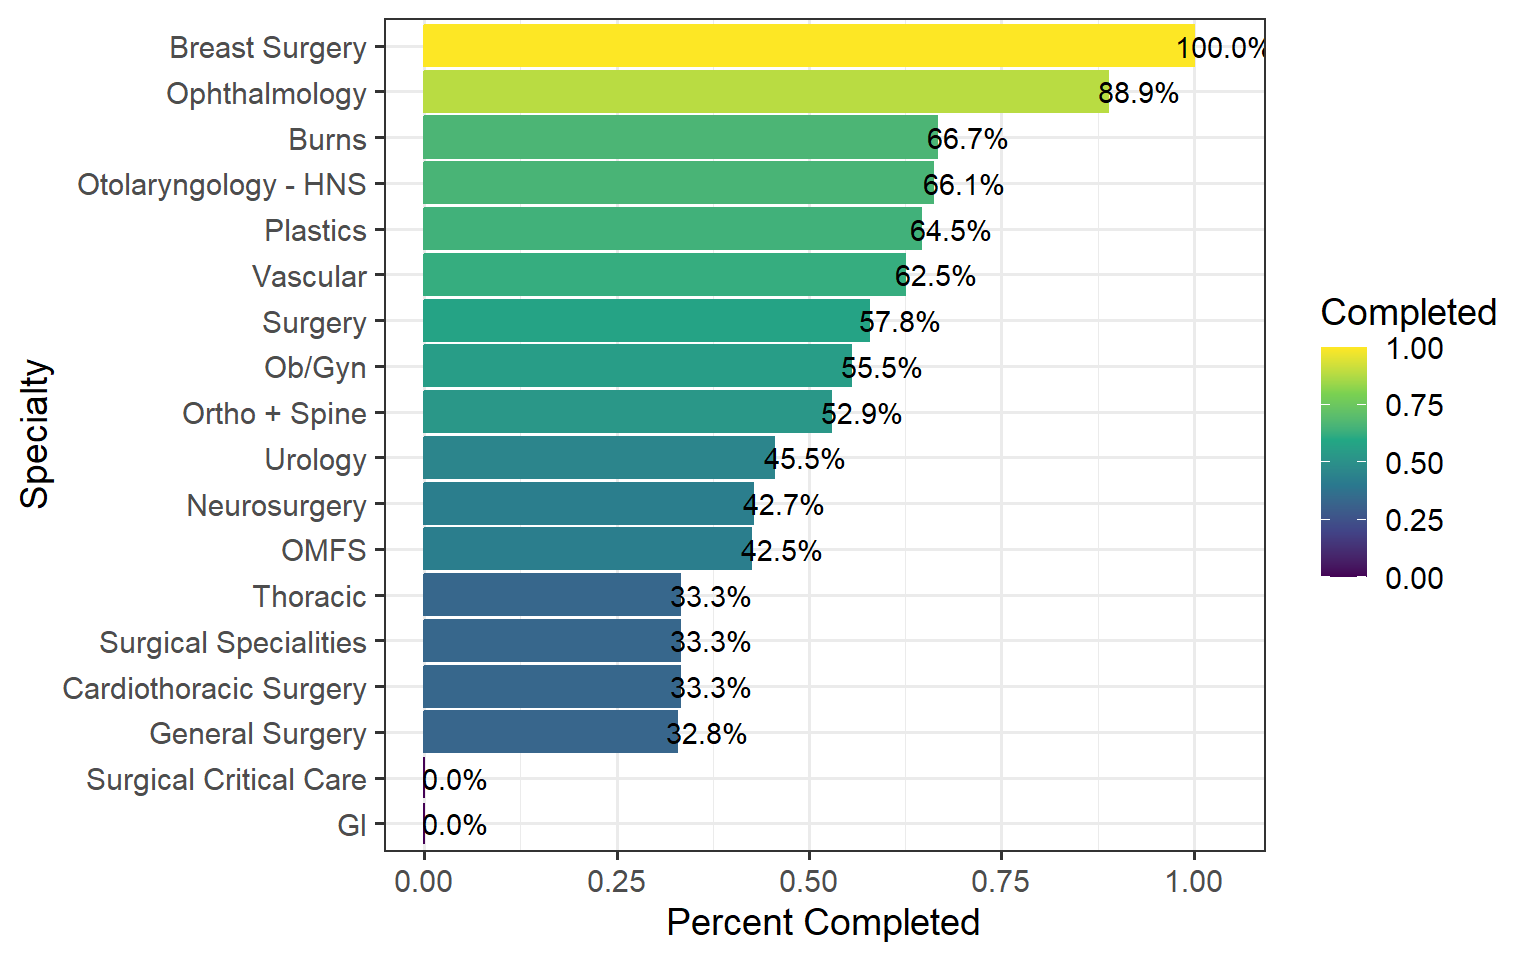 Breast Surgery 100.0%
Ophthalmology 88.9%
Burns 66.7%
Otolaryngology - HNS 66.1%
Plastics 64.5%
Vascular 62.5%
Surgery 57.8%
Ob/Gyn 55.5%
Ortho + Spine 52.9%
Urology 45.5%
Neurosurgery 42.7%
OMFS 42.5%
Thoracic 33.3%
Surgical Specialities 33.3%
Cardiothoracic Surgery 33.3%
General Surgery 32.8%
Surgical Critical Care 0.0%
GI 0.0%
0.00 0.25 0.50 0.75 1.00
Percent Completed
Specialty
Completed
1.00
0.75
0.50
0.25
0.00